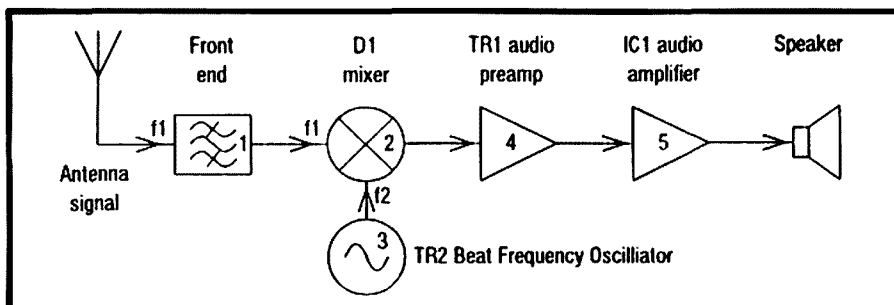 Front
end
D1
mixer
TR1 audio
preamp
IC1 audio
amplifier
Speaker
f1
1
f1
2
4
5
Antenna
signal
f2
3
TR2 Beat Frequency Oscilliator